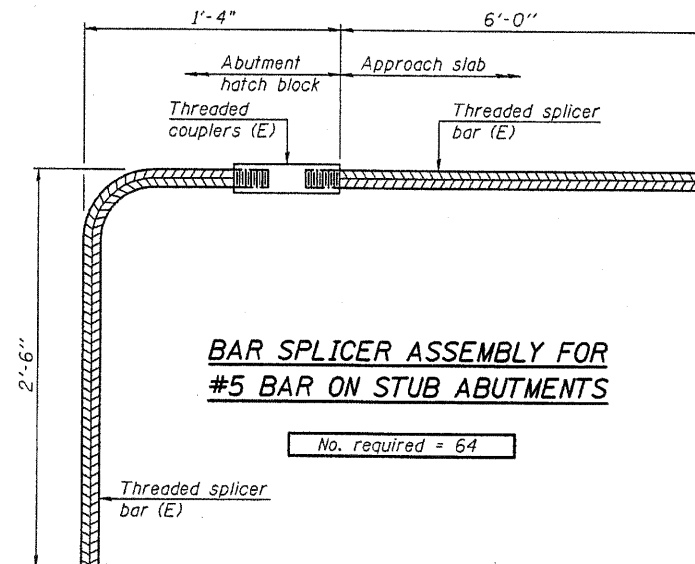 1'-4"
6'-0"
Abutment
hatch block
Approach slab
Threaded
couplers (E)
Threaded splicer
bar (E)
2'-6"
BAR SPLICER ASSEMBLY FOR
#5 BAR ON STUB ABUTMENTS
No. required = 64
Threaded splicer
bar (E)